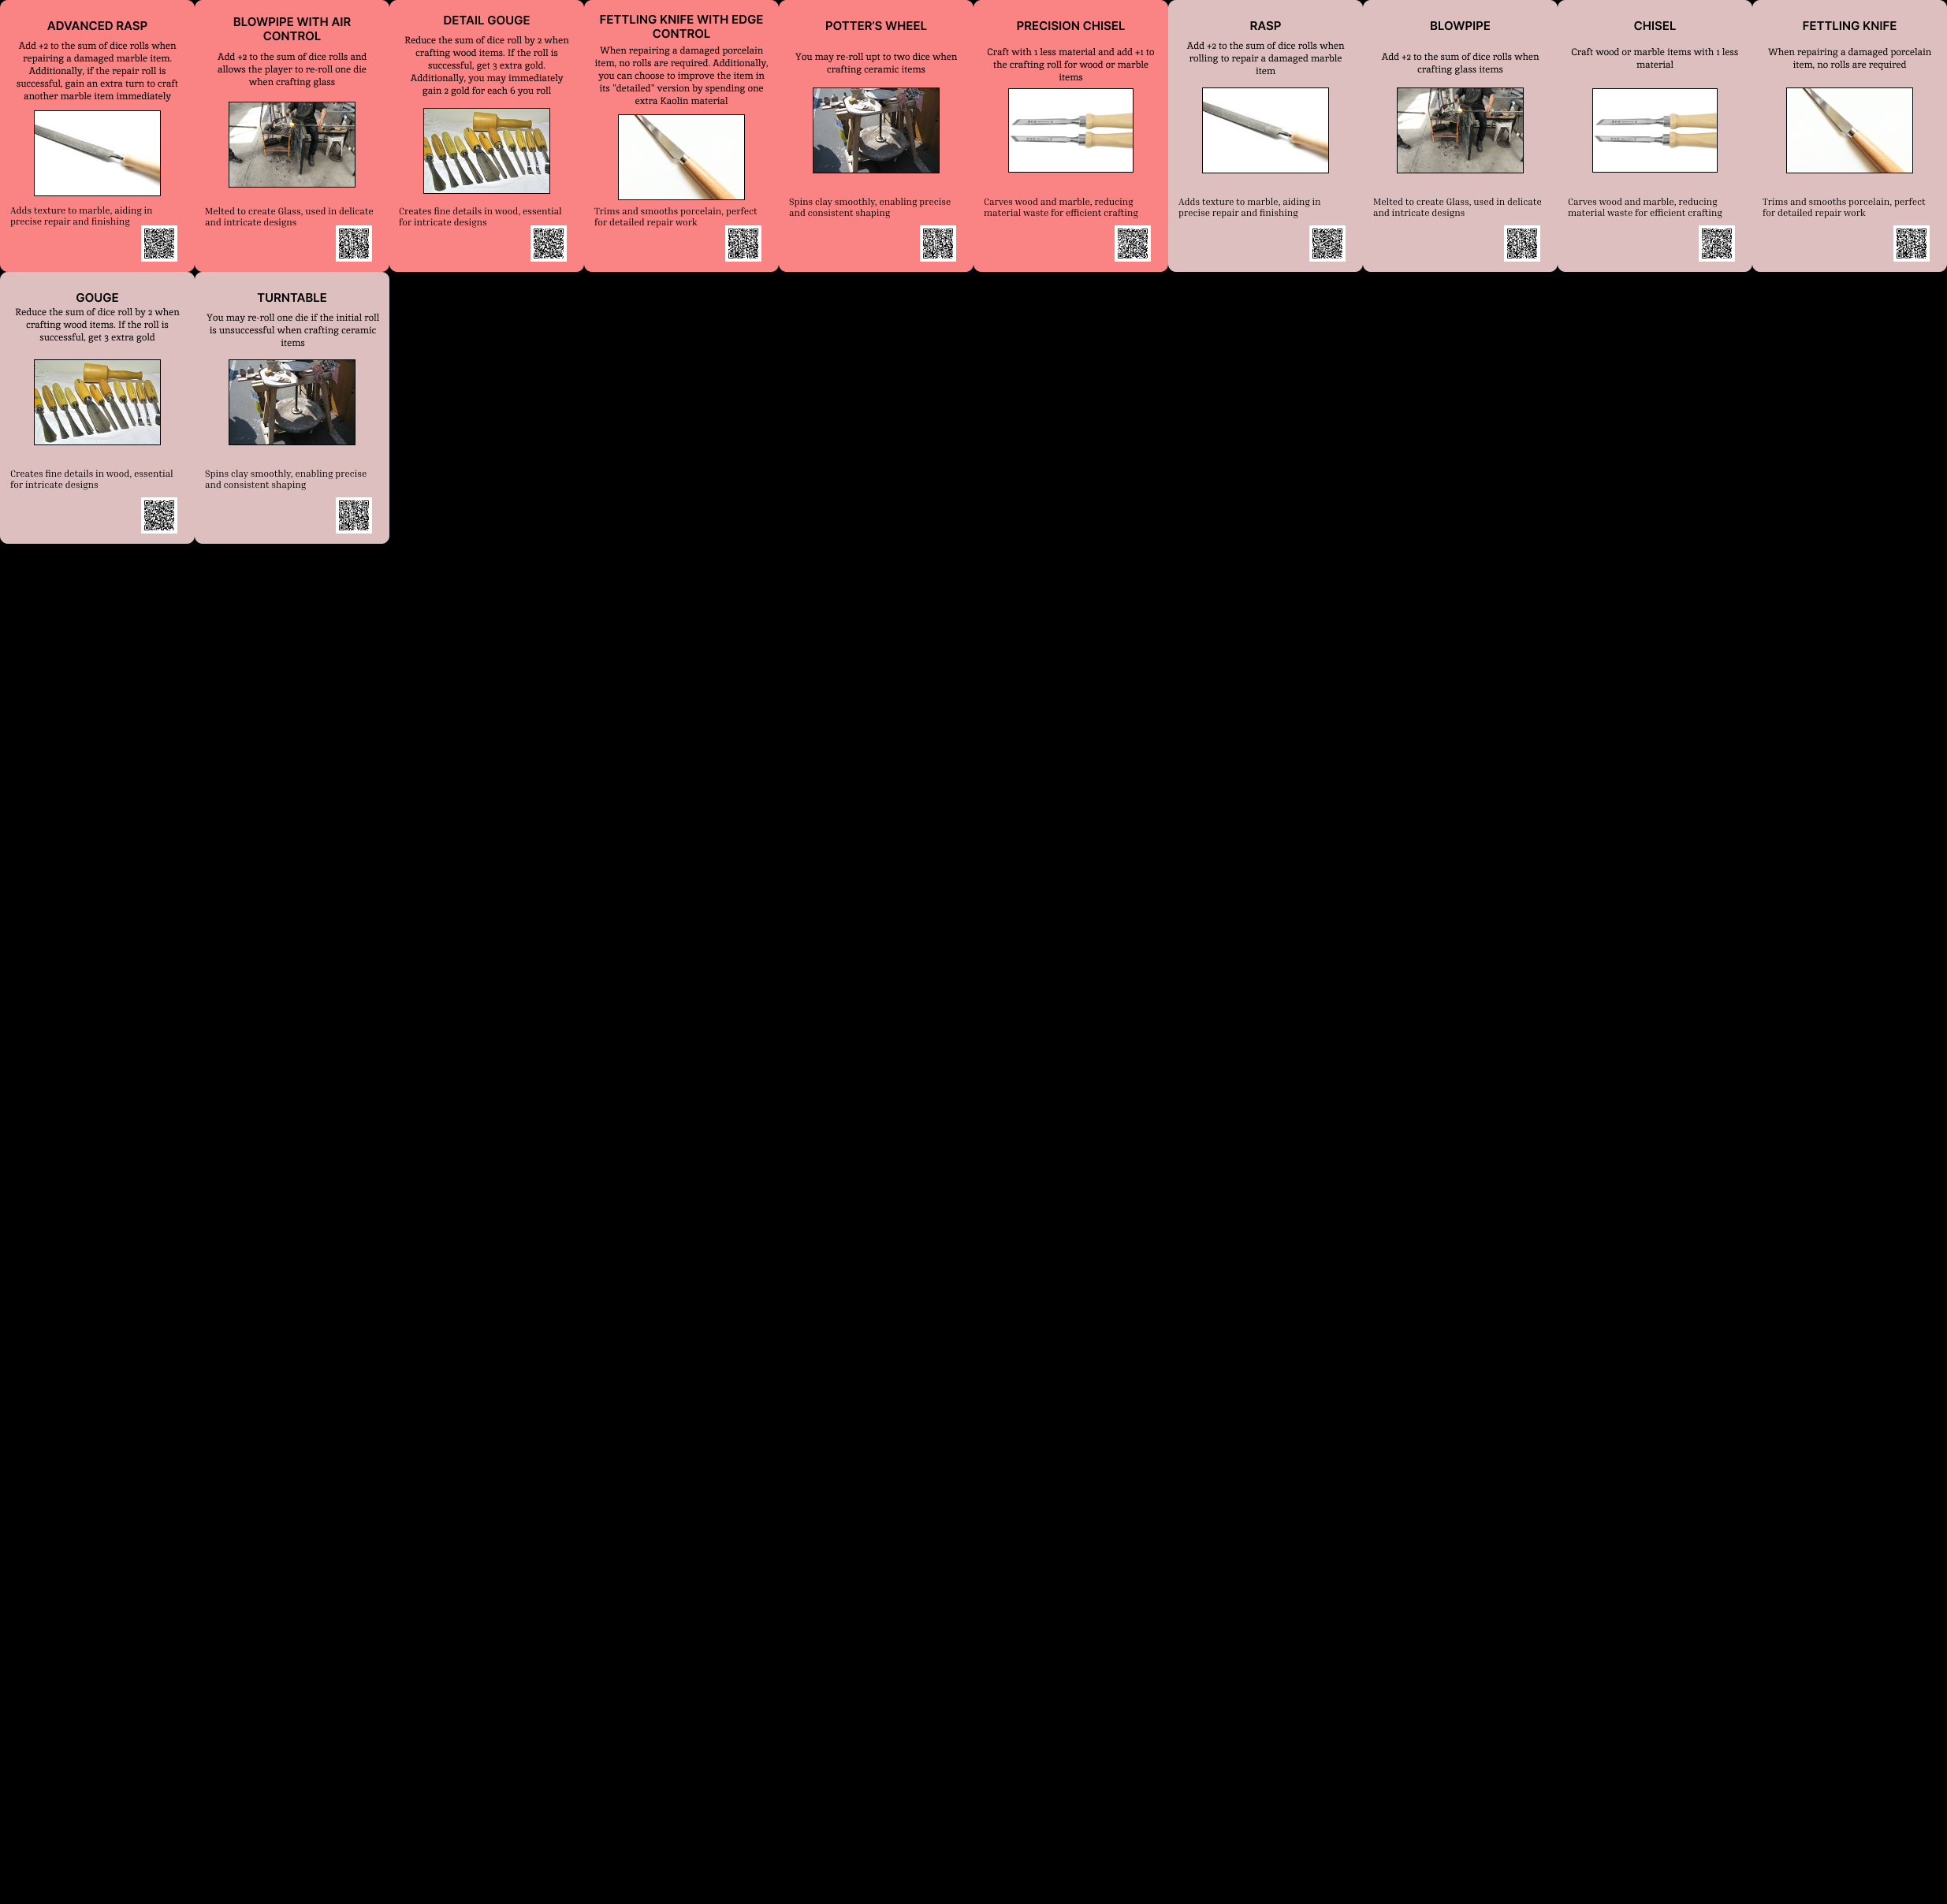 ADVANCED RASP
Add +2 to the sum of dice rolls when
repairing a damaged marble item.
Additionally, if the repair roll is
successful, gain an extra turn to craft
another marble item immediately
Adds texture to marble, aiding in
precise repair and finishing
BLOWPIPE WITH AIR
CONTROL
Add +2 to the sum of dice rolls and
allows the player to re-roll one die
when crafting glass
Melted to create Glass, used in delicate
and intricate designs
DETAIL GOUGE
Reduce the sum of dice roll by 2 when
crafting wood items. If the roll is
successful, get 3 extra gold.
Additionally, you may immediately
gain 2 gold for each 6 you roll
Creates fine details in wood, essential
for intricate designs
FETTLING KNIFE WITH EDGE
CONTROL
When repairing a damaged porcelain
item, no rolls are required. Additionally,
you can choose to improve the item in
its "detailed" version by spending one
extra Kaolin material
Trims and smooths porcelain, perfect
for detailed repair work
POTTER'S WHEEL
You may re-roll upt to two dice when
crafting ceramic items
Spins clay smoothly, enabling precise
and consistent shaping
PRECISION CHISEL
Craft with 1 less material and add +1 to
the crafting roll for wood or marble
items
Carves wood and marble, reducing
material waste for efficient crafting
RASP
Add +2 to the sum of dice rolls when
rolling to repair a damaged marble
item
Adds texture to marble, aiding in
precise repair and finishing
BLOWPIPE
Add +2 to the sum of dice rolls when
crafting glass items
Melted to create Glass, used in delicate
and intricate designs
CHISEL
Craft wood or marble items with 1 less
material
Carves wood and marble, reducing
material waste for efficient crafting
FETTLING KNIFE
When repairing a damaged porcelain
item, no rolls are required
Trims and smooths porcelain, perfect
for detailed repair work
GOUGE
Reduce the sum of dice roll by 2 when
crafting wood items. If the roll is
successful, get 3 extra gold
Creates fine details in wood, essential
for intricate designs
TURNTABLE
You may re-roll one die if the initial roll
is unsuccessful when crafting ceramic
items
Spins clay smoothly, enabling precise
and consistent shaping